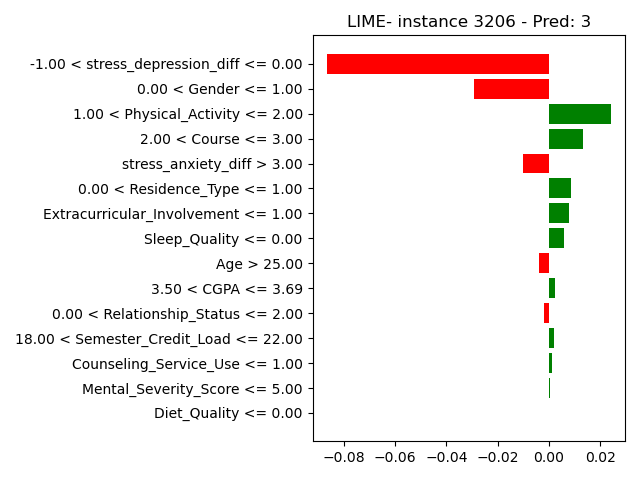 LIME- instance 3206 - Pred: 3
-1.00 < stress_depression_diff <= 0.00
0.00 < Gender <= 1.00
1.00 < Physical_Activity <= 2.00
2.00 < Course <= 3.00
stress_anxiety_diff > 3.00
0.00 < Residence_Type <= 1.00
Extracurricular_Involvement <= 1.00
Sleep_Quality <= 0.00
Age > 25.00
3.50 < CGPA <= 3.69
0.00 < Relationship_Status <= 2.00
18.00 < Semester_Credit_Load <= 22.00
Counseling_Service_Use <= 1.00
Mental_Severity_Score <= 5.00
Diet_Quality <= 0.00
−0.08 −0.06 −0.04 −0.02 0.00 0.02